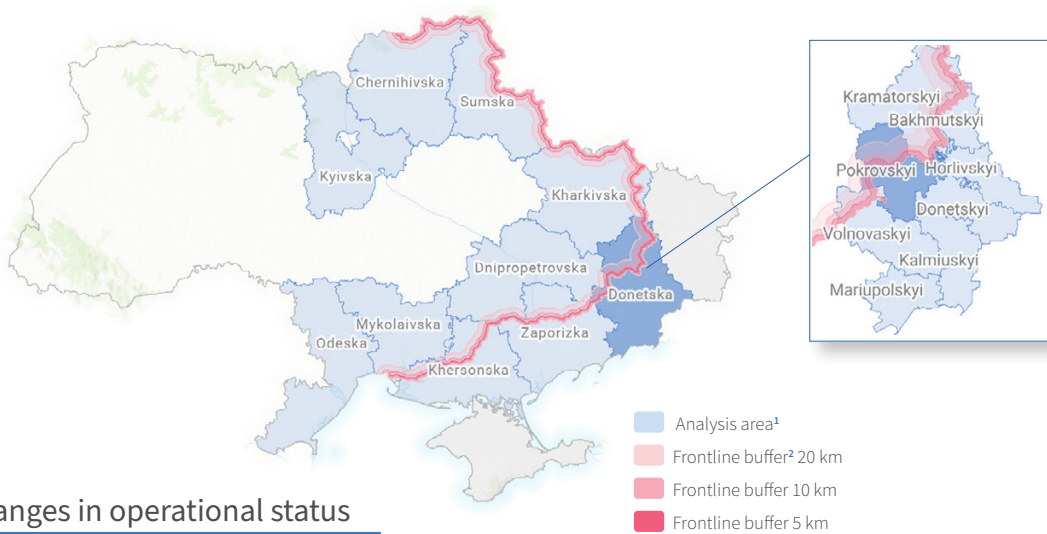 Chernihivska
Sumska
Kyivska
Kharkivska
Dnipropetrovska
Donetska
Mykolaivska
Zaporizka
Odeska
Khersonska
Kramatorskyi
Bakhmutskyi
Pokrovskyi
Horlivskyi
Donetskyi
Volnovaskyi
Kalmiuskyi
Mariupolskyi
Analysis area¹
Frontline buffer² 20 km
Frontline buffer 10 km
Frontline buffer 5 km
anges in operational status